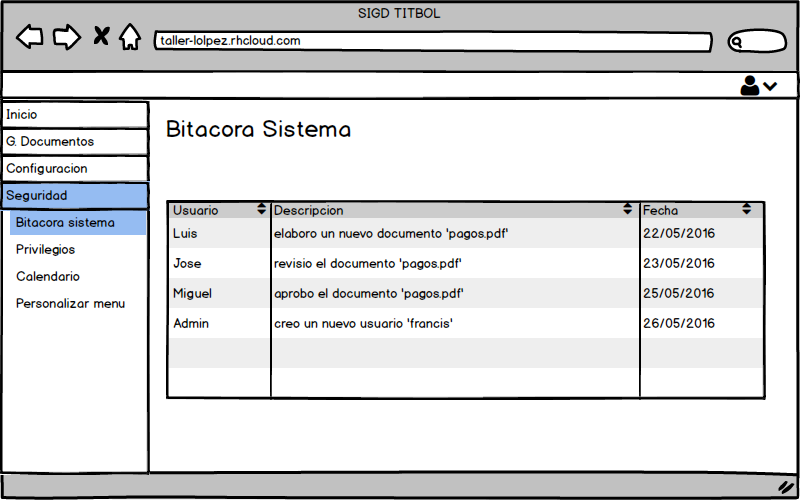 SIGD TITBOL
taller-lolpez.rhcloud.com
Inicio
G. Documentos
Configuracion
Seguridad
Bitacora sistema
Privilegios
Calendario
Personalizar menu
Bitacora Sistema
Usuario Descripcion Fecha
Luis elaboro un nuevo documento 'pagos.pdf' 22/05/2016
Jose revisio el documento 'pagos.pdf' 23/05/2016
Miguel aprobo el documento 'pagos.pdf' 25/05/2016
Admin creo un nuevo usuario 'francis' 26/05/2016